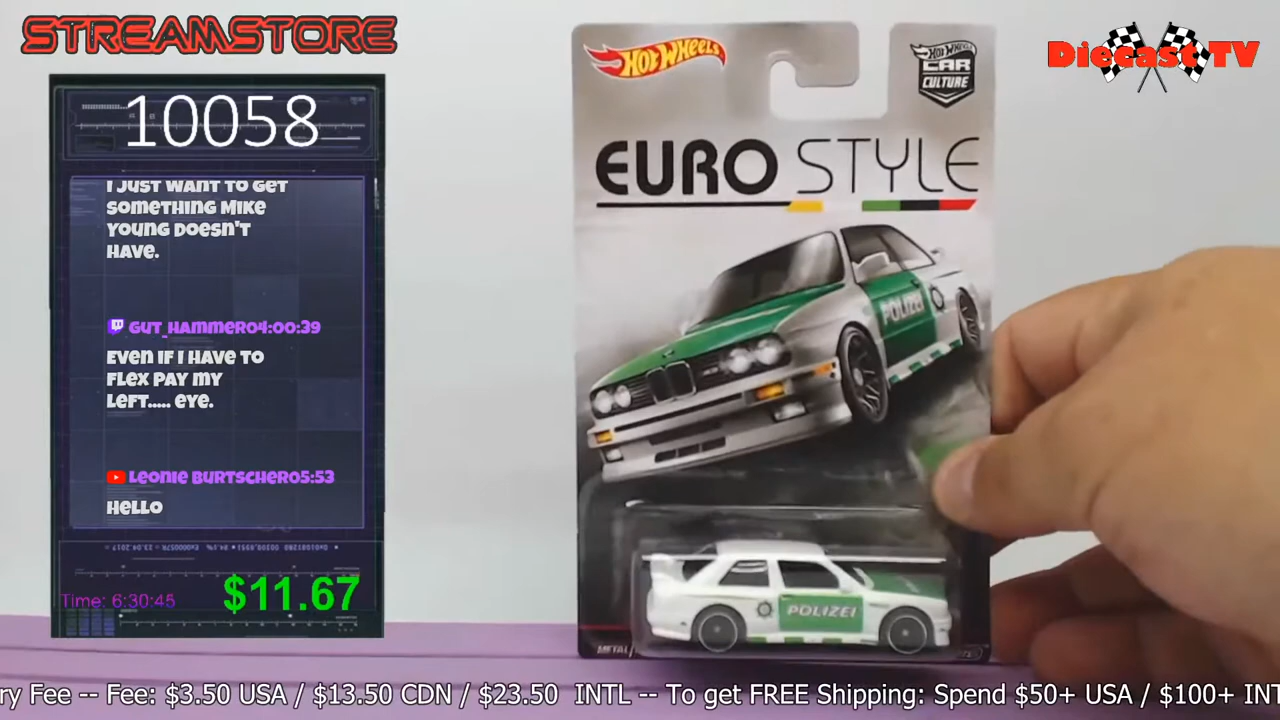 STREAMSTORE
10058
I JUST WANT TO GET
SOMETHING MIKE
YOUNG DOESN'T
HAVE.
GUT_HAMMER04:00:39
EVEN IF I HAVE TO
FLEX PAY MY
LEFT..... EYE.
LEONIE BURTSCHER05:53
HELLO
Time: 6:30:45
$11.67
HOT WHEELS
HOT WHEELS
CAR
CULTURE
EURO STYLE
POLIZEI
POLIZEI
METAL/
Diecast TV
ry Fee -- Fee: $3.50 USA / $13.50 CDN / $23.50 INTL -- To get FREE Shipping: Spend $50+ USA / $100+ INT